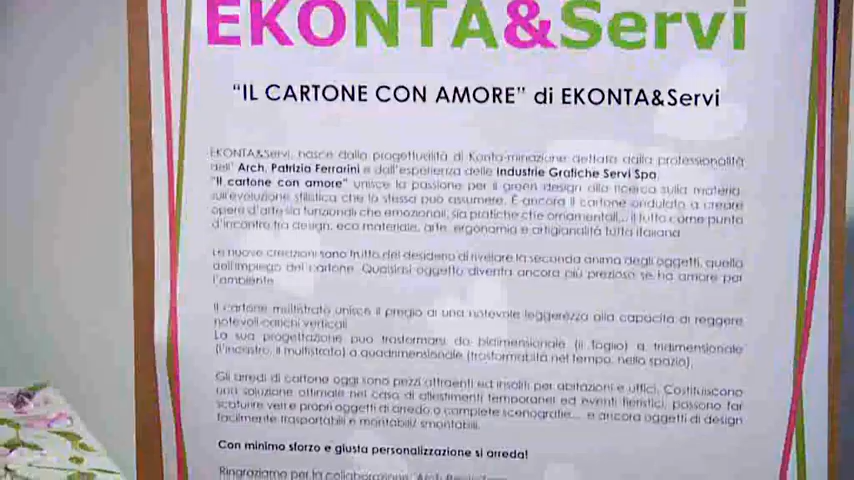 EKONTA&Servi
“IL CARTONE CON AMORE” di EKONTA&Servi
EKONTA&Servi, nasce dalla progettualità di Konta-minazione dettata dalla professionalità
dell' Arch. Patrizia Ferrarini e dall'esperienza delle Industrie Grafiche Servi Spa.
"Il cartone con amore" unisce la passione per il green design alla ricerca sulla materia,
sull'evoluzione stilistica che la stessa può assumere. È ancora il cartone ondulato a creare
opere d'arte sia funzionali che emozionali, sia pratiche che ornamentali... il tutto come punto
d'incontro tra design, eco materiale, arte, ergonomia e artigianalità tutta italiana.
Le nuove creazioni sono frutto del desiderio di rivelare la seconda anima degli oggetti, quella
dell'impiego del cartone. Qualsiasi oggetto diventa ancora più prezioso se ha amore per
l'ambiente
Il cartone multistrato unisce il pregio di una notevole leggerezza alla capacità di reggere
notevoli carichi verticali
La sua progettazione può trasformarsi da bidimensionale (il foglio) a tridimensionale
(l'incastro, il multistrato) a quadrimensionale (trasformabilità nel tempo, nello spazio).
Gli arredi di cartone oggi sono pezzi attraenti ed insoliti per abitazioni e uffici. Costituiscono
una soluzione ottimale nel caso di allestimenti temporanei ed eventi fieristici, possono far
scaturire veri e propri oggetti di arredo o complete scenografie... e ancora oggetti di design
facilmente trasportabili e montabili/ smontabili.
Con minimo sforzo e giusta personalizzazione si arreda!
Ringraziamo per la collaborazione: Arch